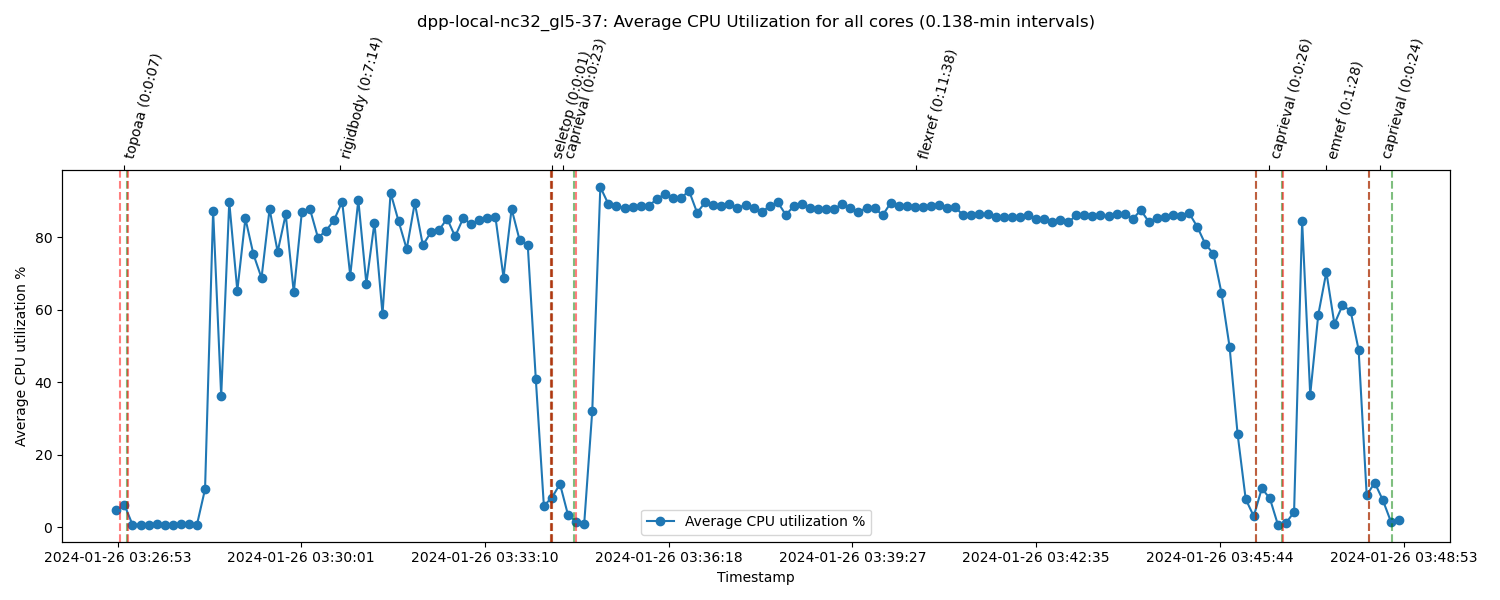 dpp-local-nc32_gl5-37: Average CPU Utilization for all cores (0.138-min intervals)
topoaa (0:0:07)
rigidbody (0:7:14)
seletop (0:0:01)
caprieval (0:0:23)
flexref (0:11:38)
caprieval (0:0:26)
emref (0:1:28)
caprieval (0:0:24)
Average CPU utilization %
80
60
40
20
0
Average CPU utilization %
2024-01-26 03:26:53
2024-01-26 03:30:01
2024-01-26 03:33:10
2024-01-26 03:36:18
2024-01-26 03:39:27
2024-01-26 03:42:35
2024-01-26 03:45:44
2024-01-26 03:48:53
Timestamp